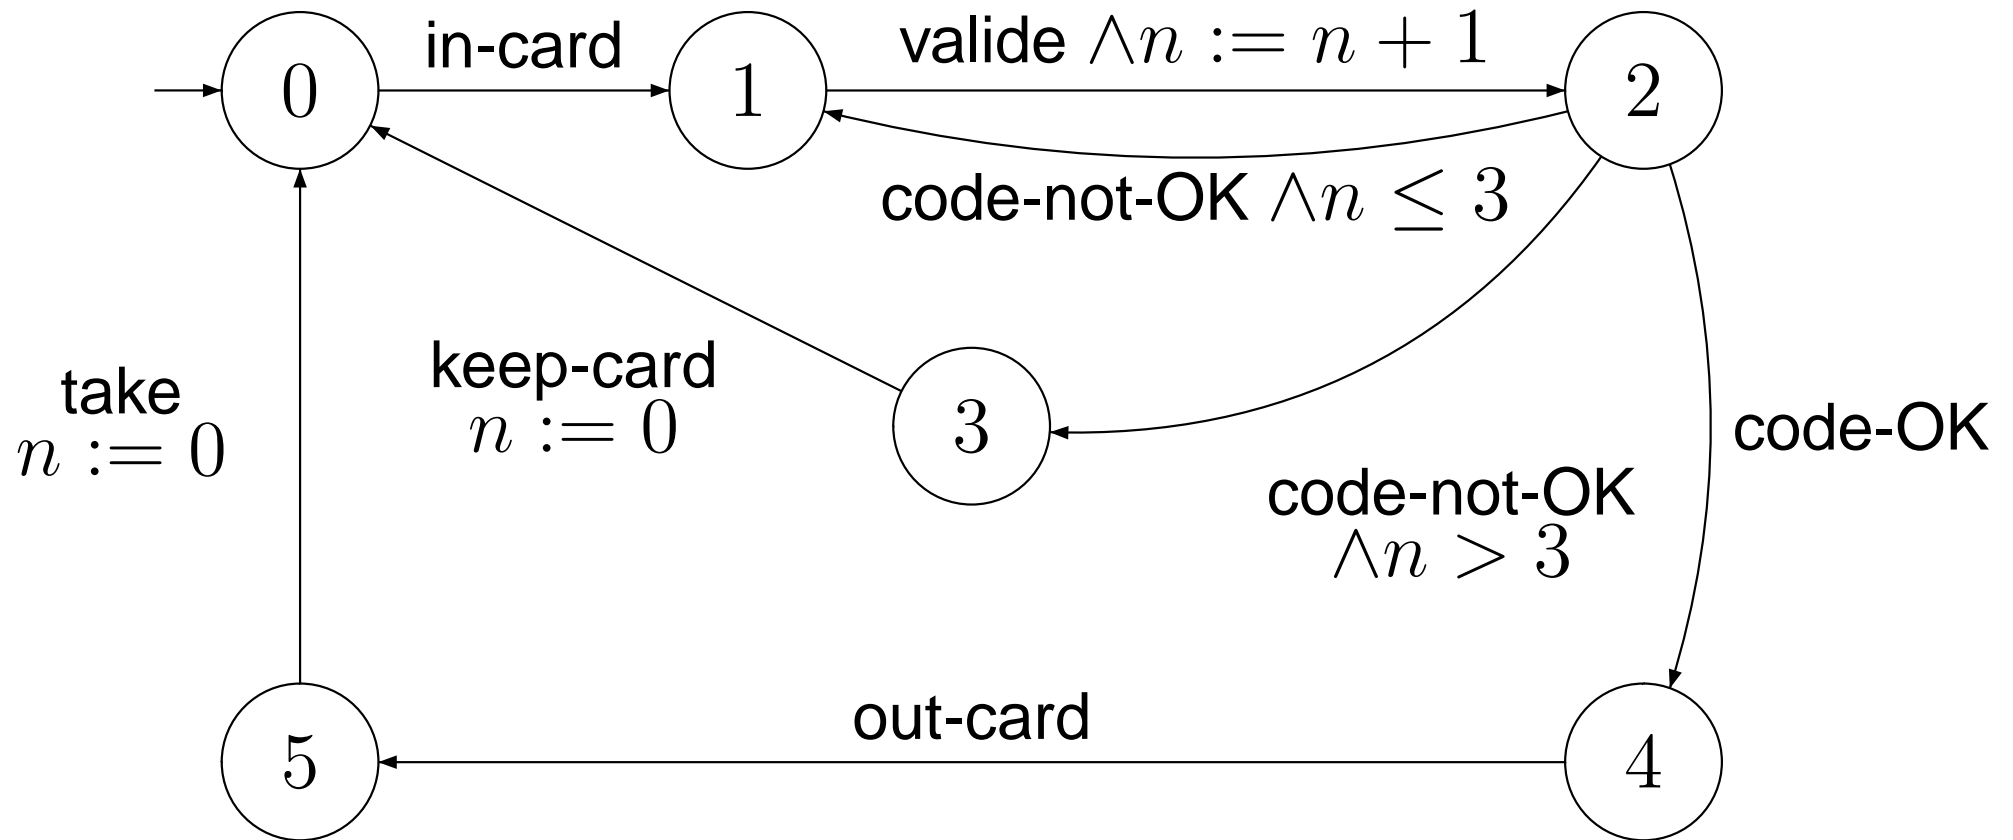 in-card
valide ∧n := n + 1
0
1
2
code-not-OK ∧n ≤ 3
keep-card
n := 0
take
n := 0
3
code-OK
code-not-OK
∧n > 3
out-card
5
4